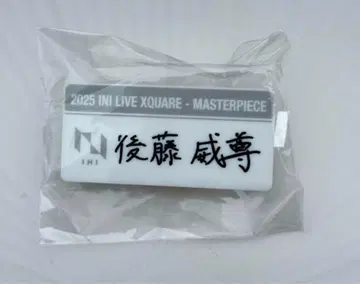 2025 INI LIVE XQUARE - MASTERPIECE
INI
後藤 威尊